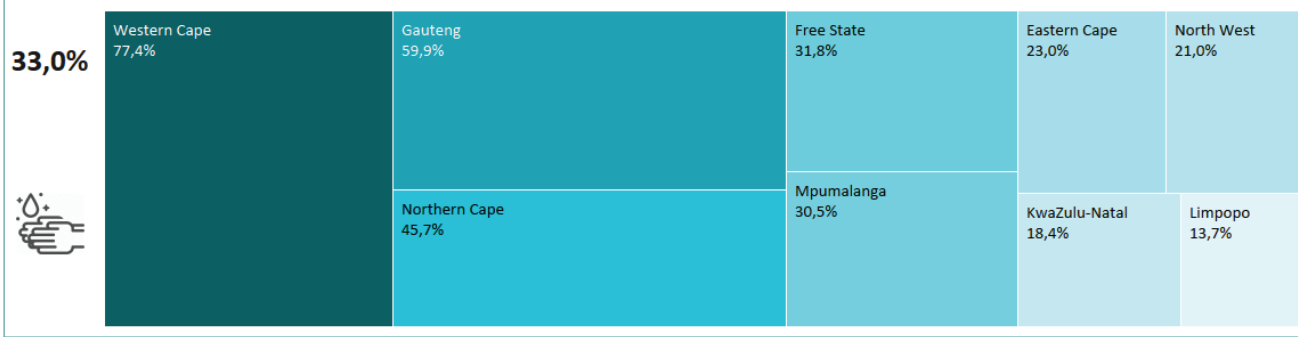 33,0%
Western Cape
77,4%
Gauteng
59,9%
Northern Cape
45,7%
Free State
31,8%
Mpumalanga
30,5%
Eastern Cape
23,0%
North West
21,0%
KwaZulu-Natal
18,4%
Limpopo
13,7%